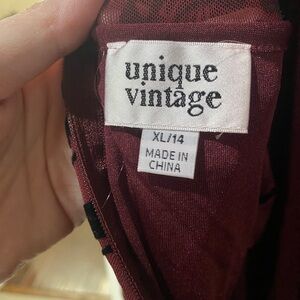 unique
vintage
XL/14
MADE IN
CHINA